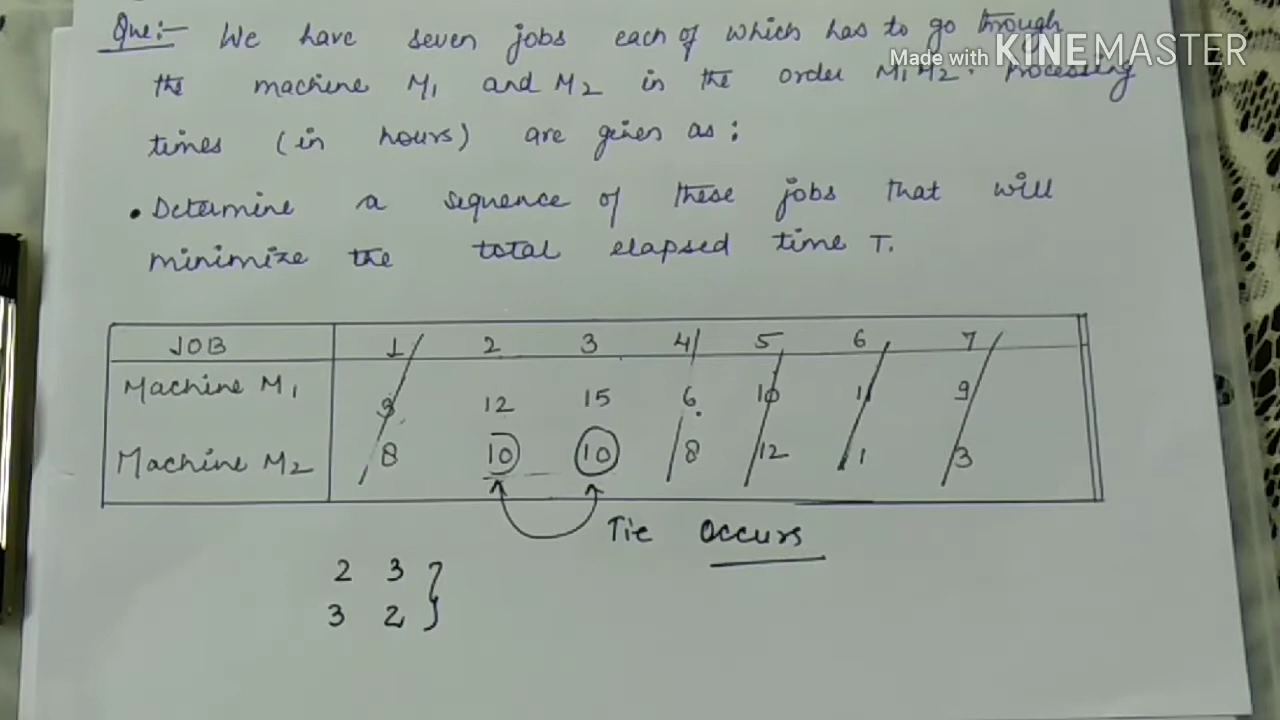 Que:- We have seven jobs each of which has to go through
Made with KINEMASTER
the machine M1 and M2 in the order M1 M2. Processing
times (in hours) are given as:
• Determine a sequence of these jobs that will
minimize the total elapsed time T.
JOB 1 2 3 4 5 6 7
Machine M1 3 12 15 6 10 11 9
Machine M2 8 10 10 8 12 1 3
Tie occurs
2 3
3 2